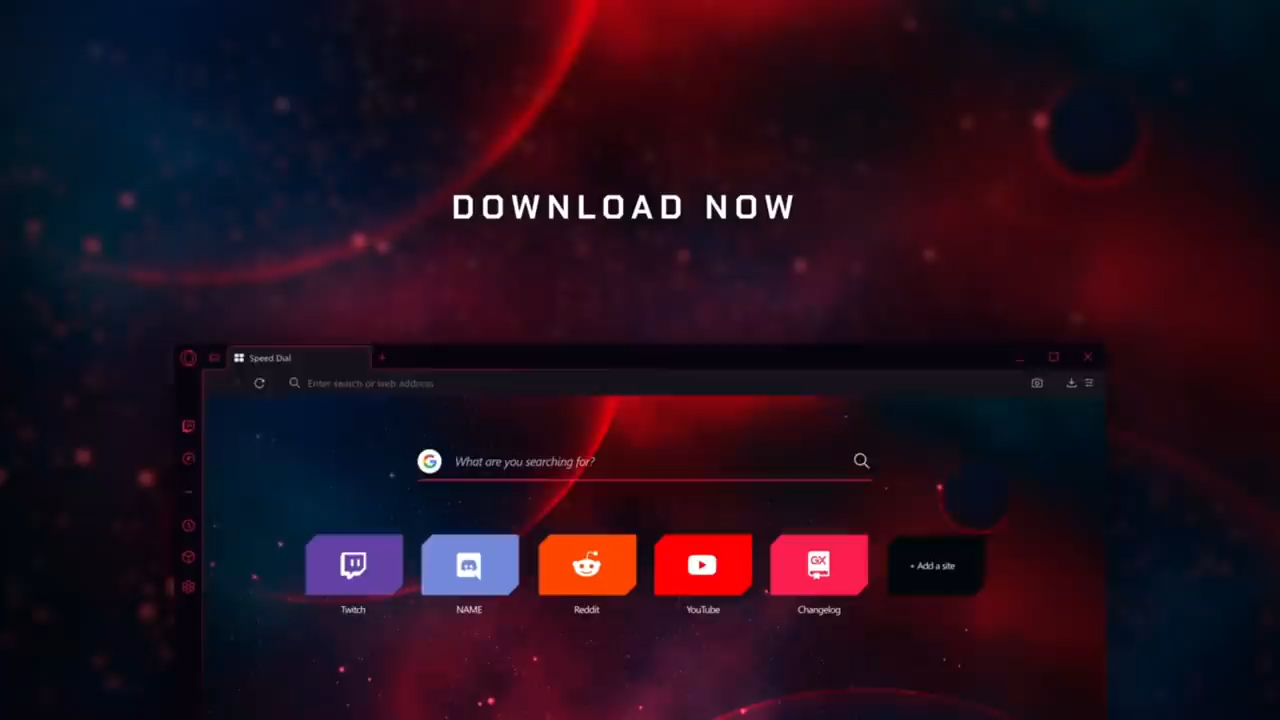 DOWNLOAD NOW
Speed Dial
Enter search or web address
What are you searching for?
GX
+ Add a site
Twitch
NAME
Reddit
YouTube
Changelog